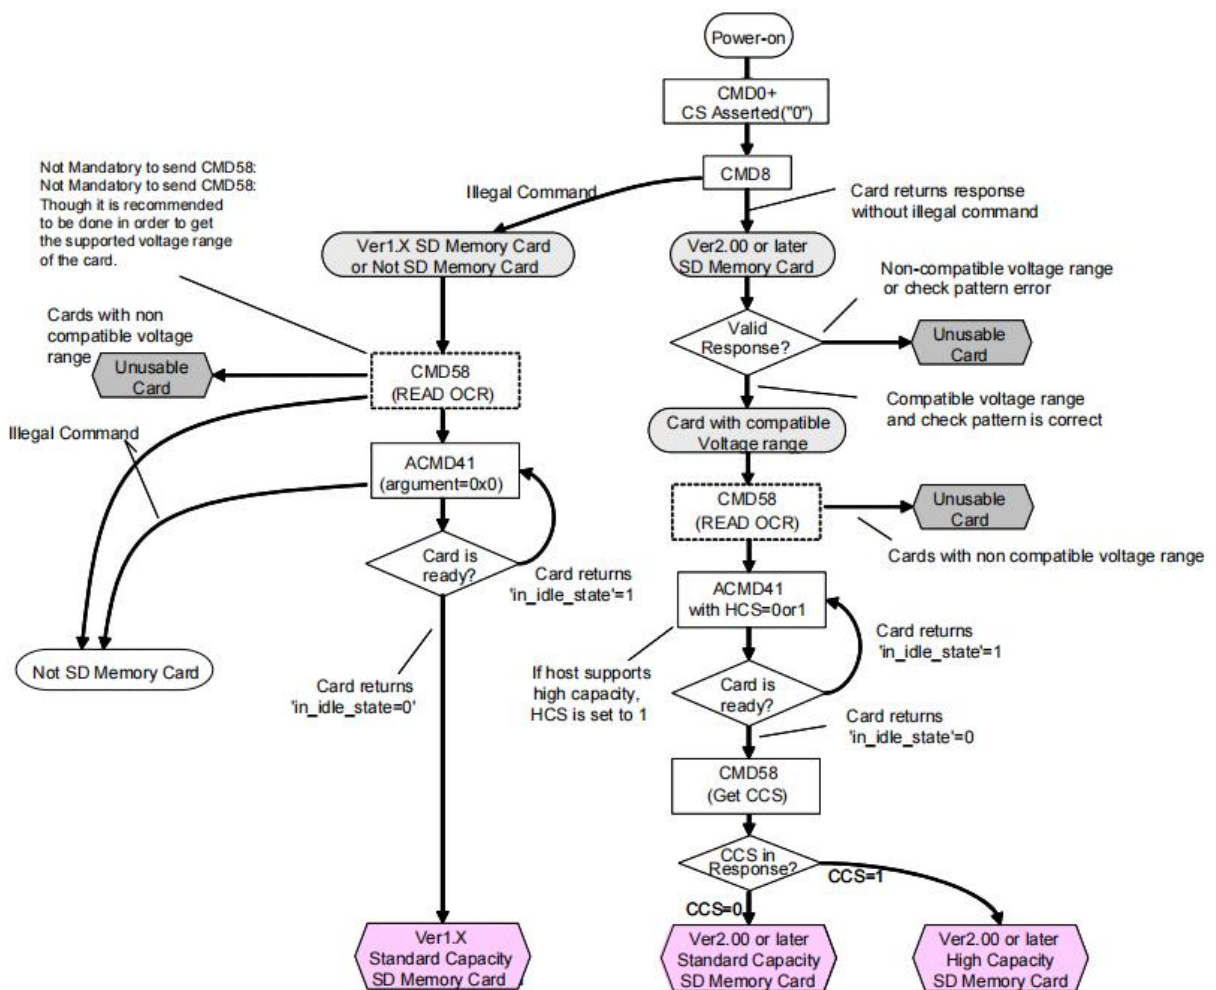 Power-on
CMD0+
CS Asserted("0")
CMD8
Illegal Command
Card returns response
without illegal command
Not Mandatory to send CMD58:
Not Mandatory to send CMD58:
Though it is recommended
to be done in order to get
the supported voltage range
of the card.
Ver1.X SD Memory Card
or Not SD Memory Card
Ver2.00 or later
SD Memory Card
Non-compatible voltage range
or check pattern error
Cards with non
compatible voltage
range
Unusable
Card
CMD58
(READ OCR)
Valid
Response?
Unusable
Card
Compatible voltage range
and check pattern is correct
Card with compatible
Voltage range
Illegal Command
ACMD41
(argument=0x0)
CMD58
(READ OCR)
Unusable
Card
Cards with non compatible voltage range
Card is
ready?
Card returns
'in_idle_state'=1
ACMD41
with HCS=0or1
Card returns
'in_idle_state'=1
Not SD Memory Card
Card returns
'in_idle_state=0'
If host supports
high capacity,
HCS is set to 1
Card is
ready?
Card returns
'in_idle_state'=0
CMD58
(Get CCS)
CCS in
Response?
CCS=1
CCS=0
Ver1.X
Standard Capacity
SD Memory Card
Ver2.00 or later
Standard Capacity
SD Memory Card
Ver2.00 or later
High Capacity
SD Memory Card